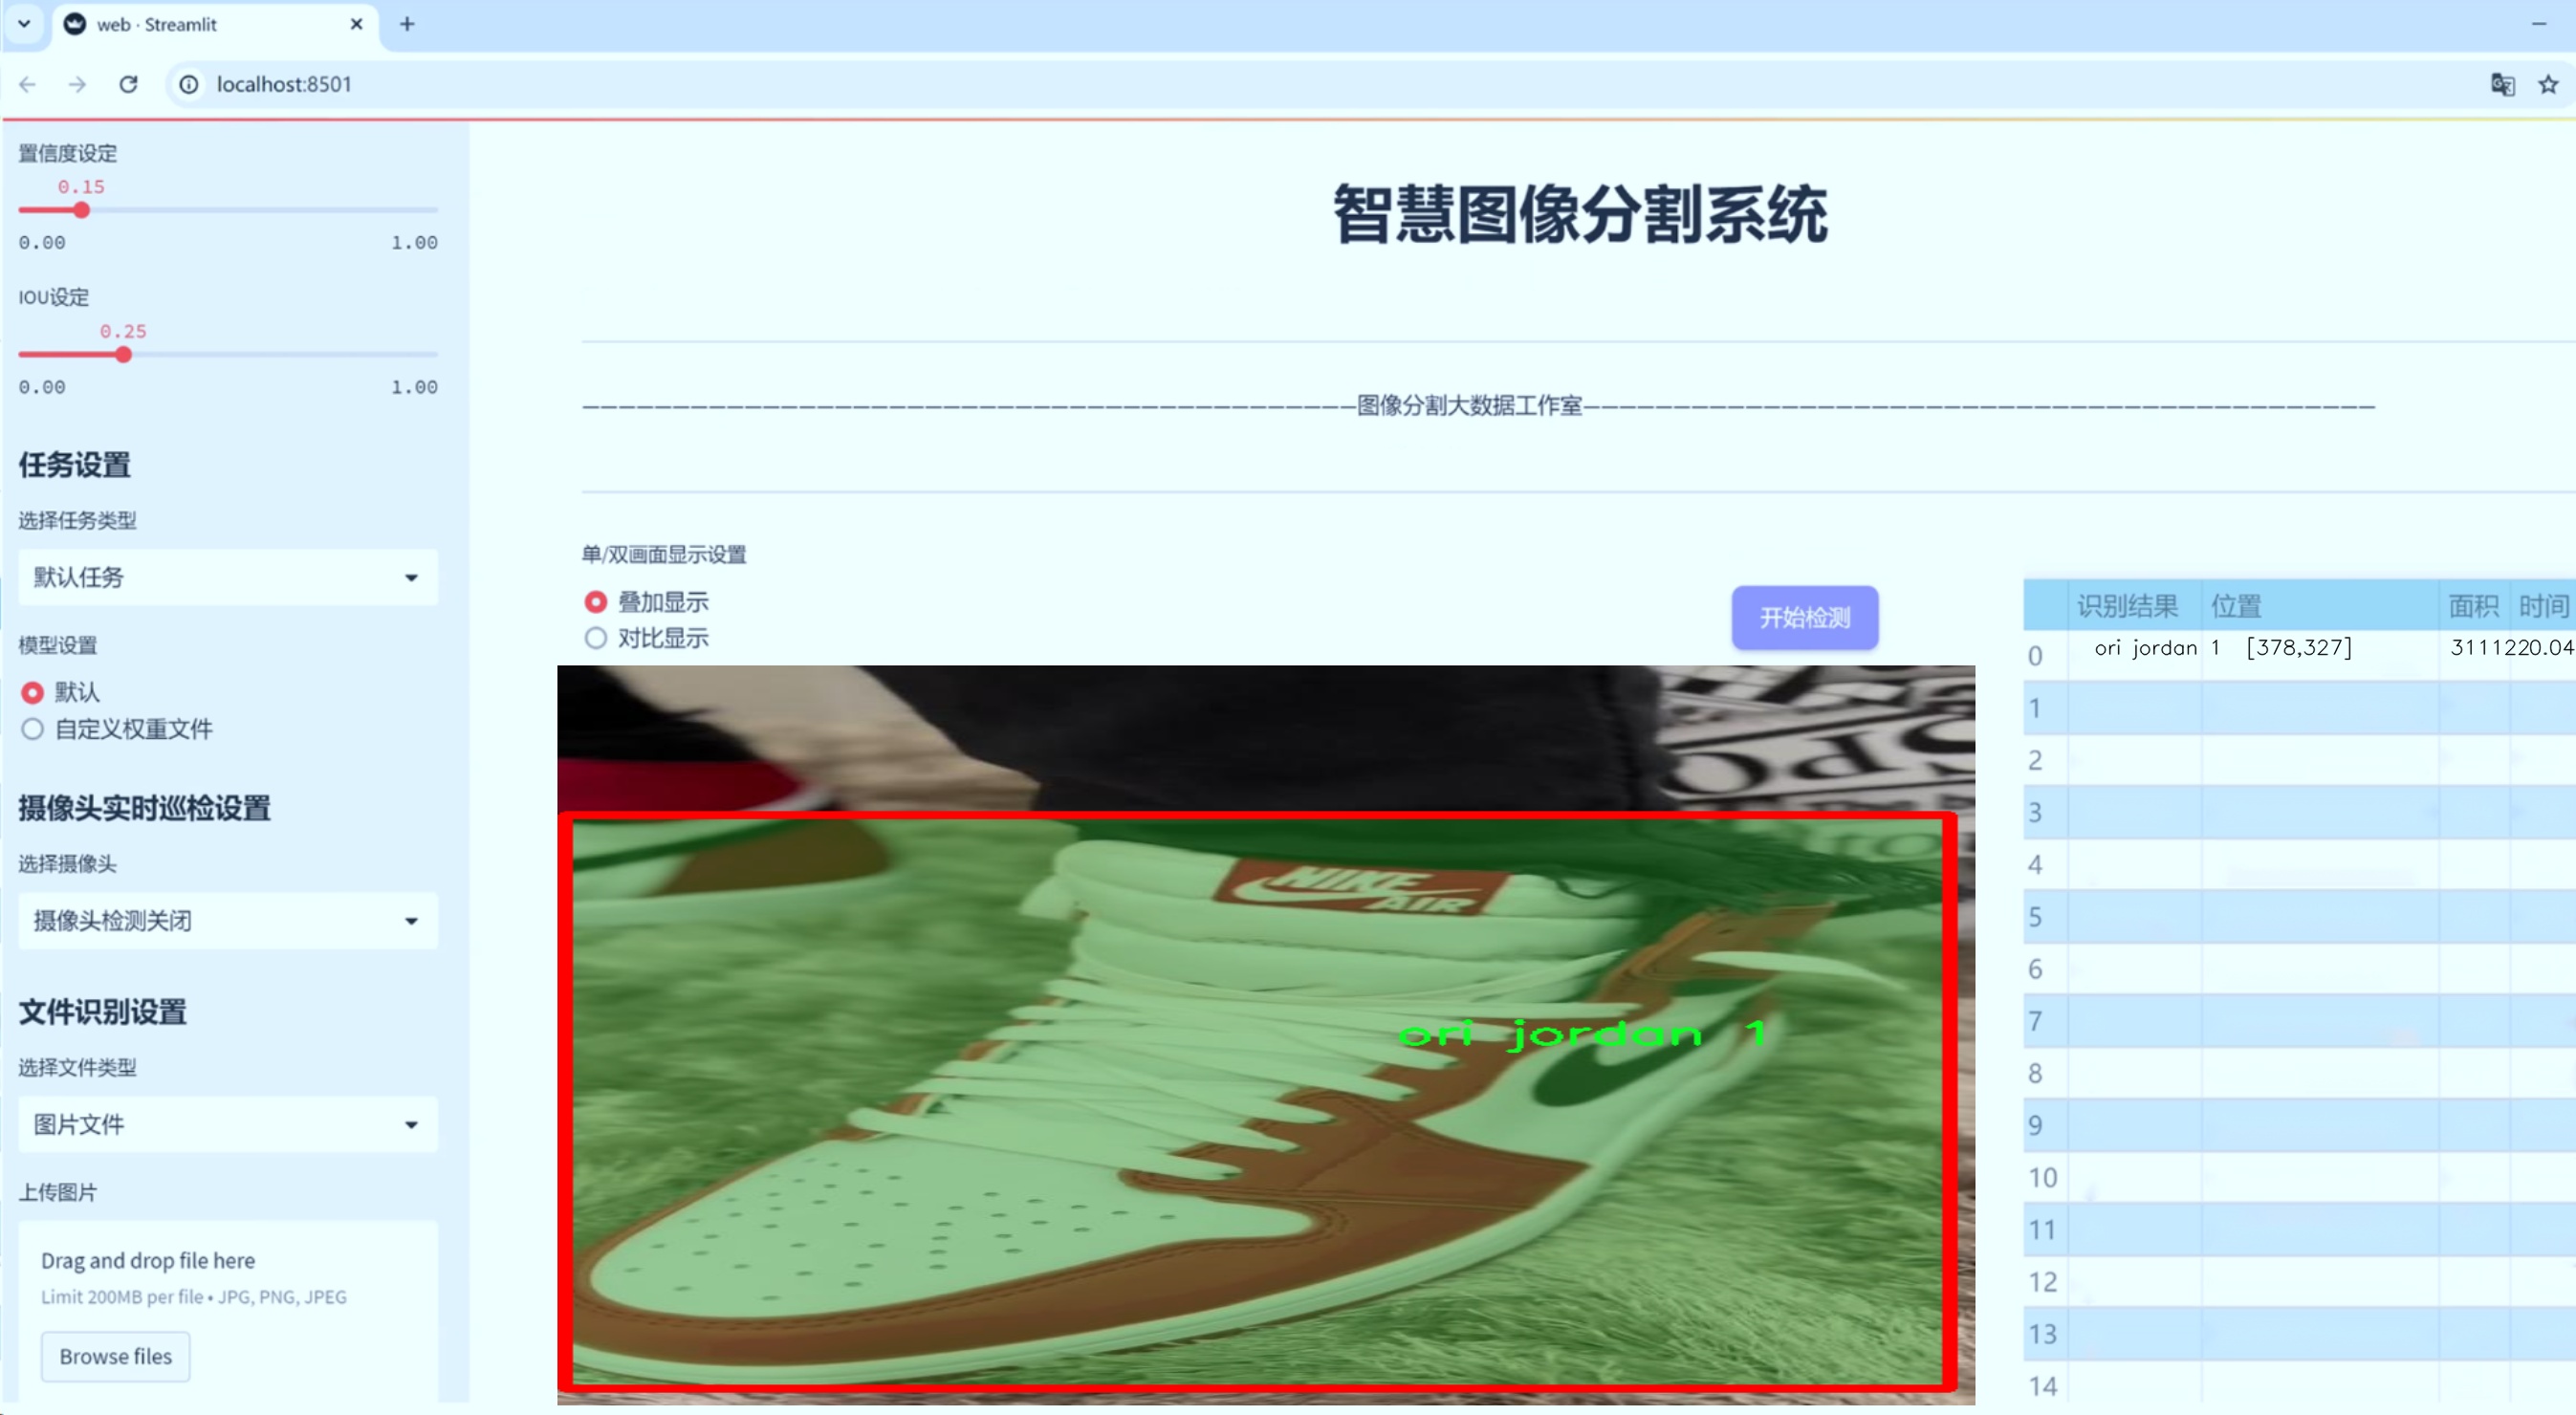 web · Streamlit
localhost:8501
置信度设定
0.15
0.00 1.00
IOU设定
0.25
0.00 1.00
任务设置
选择任务类型
默认任务
模型设置
默认
自定义权重文件
摄像头实时巡检设置
选择摄像头
摄像头检测关闭
文件识别设置
选择文件类型
图片文件
上传图片
Drag and drop file here
Limit 200MB per file • JPG, PNG, JPEG
Browse files
智慧图像分割系统
———————————————————————————————————————————图像分割大数据工作室————————————————————————————————————————————
单/双画面显示设置
叠加显示
对比显示
开始检测
NIKE
AIR
ori jordan 1
识别结果 位置 面积 时间
0 ori jordan 1 [378,327] 3111220.04
1
2
3
4
5
6
7
8
9
10
11
12
13
14